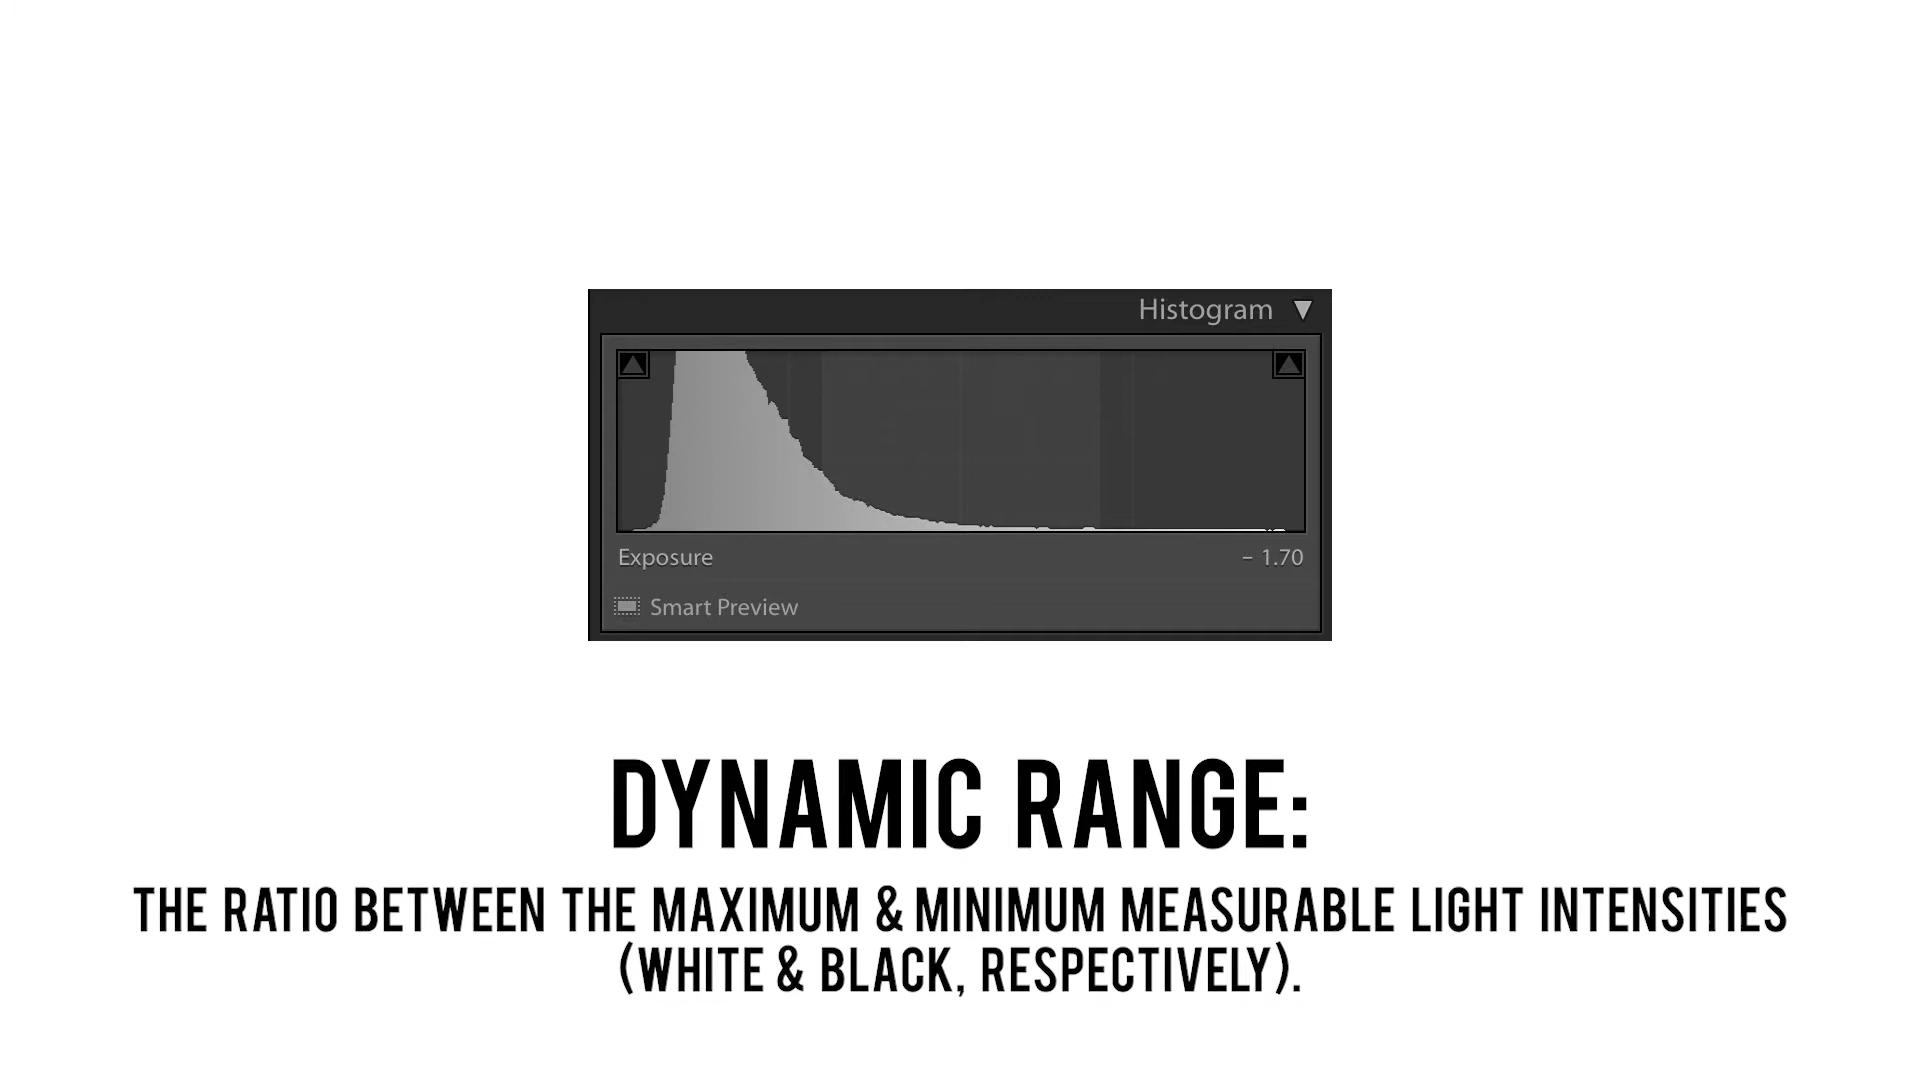 Histogram
Exposure – 1.70
Smart Preview
DYNAMIC RANGE:
THE RATIO BETWEEN THE MAXIMUM & MINIMUM MEASURABLE LIGHT INTENSITIES
(WHITE & BLACK, RESPECTIVELY).